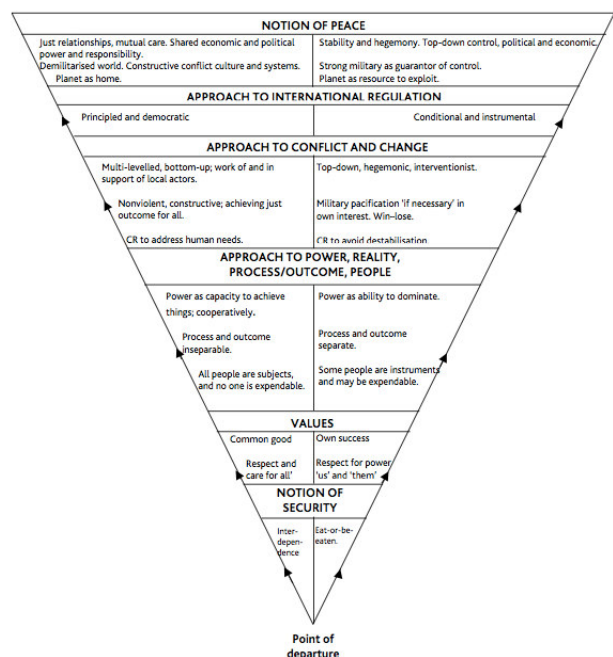 NOTION OF PEACE
Just relationships, mutual care. Shared economic and political
power and responsibility.
Demilitarised world. Constructive conflict culture and systems.
Planet as home.
Stability and hegemony. Top-down control, political and economic.
Strong military as guarantor of control.
Planet as resource to exploit.
APPROACH TO INTERNATIONAL REGULATION
Principled and democratic
Conditional and instrumental
APPROACH TO CONFLICT AND CHANGE
Multi-levelled, bottom-up; work of and in
support of local actors.
Nonviolent, constructive; achieving just
outcome for all.
CR to address human needs.
Top-down, hegemonic, interventionist.
Military pacification 'if necessary' in
own interest. Win–lose.
CR to avoid destabilisation
APPROACH TO POWER, REALITY,
PROCESS/OUTCOME, PEOPLE
Power as capacity to achieve
things; cooperatively.
Process and outcome
inseparable.
All people are subjects,
and no one is expendable.
Power as ability to dominate.
Process and outcome
separate.
Some people are instruments
and may be expendable.
VALUES
Common good
Respect and
care for all'
Own success
Respect for power
'us' and 'them'
NOTION OF
SECURITY
Inter-
depen-
dence
Eat-or-be-
eaten.
Point of
departure